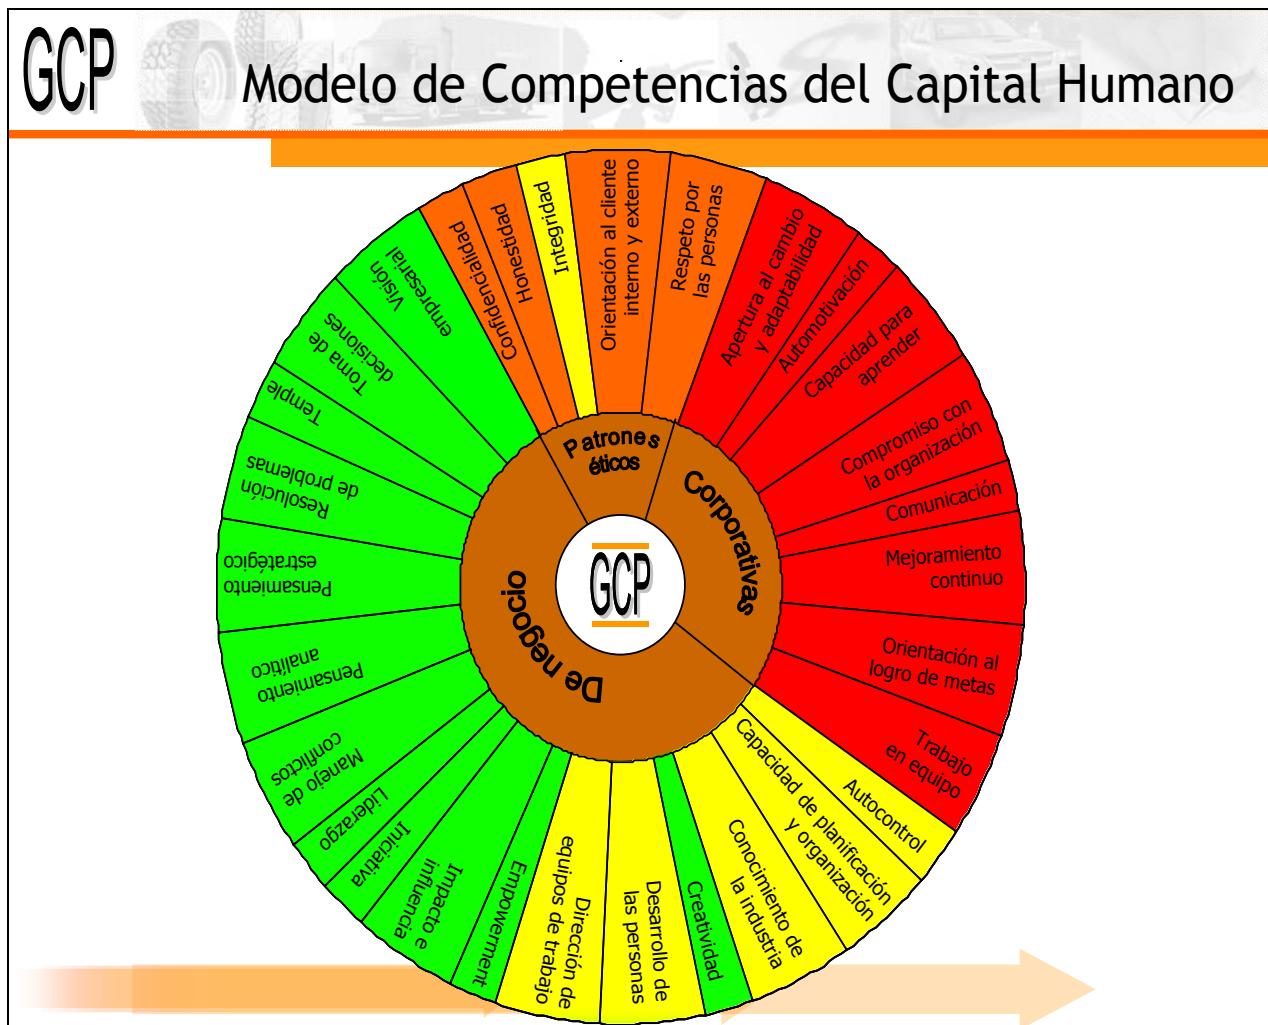 GCP
Modelo de Competencias del Capital Humano
Confidencialidad
Honestidad
Integridad
Orientación al cliente
interno y externo
Respeto por
las personas
Apertura al cambio
y adaptabilidad
Automotivación
Capacidad para
aprender
Compromiso con
la organización
Comunicación
Mejoramiento
continuo
Orientación al
logro de metas
Trabajo
en equipo
Autocontrol
Capacidad de planificación
y organización
Conocimiento de
la industria
Creatividad
Desarrollo de
las personas
Dirección de
equipos de trabajo
Empowerment
Impacto e
influencia
Iniciativa
Liderazgo
Manejo de
conflictos
Pensamiento
analítico
Pensamiento
estratégico
Resolución
de problemas
Temple
Toma de
decisiones
Visión
empresarial
Patrones
éticos
Corporativas
De negocio
GCP